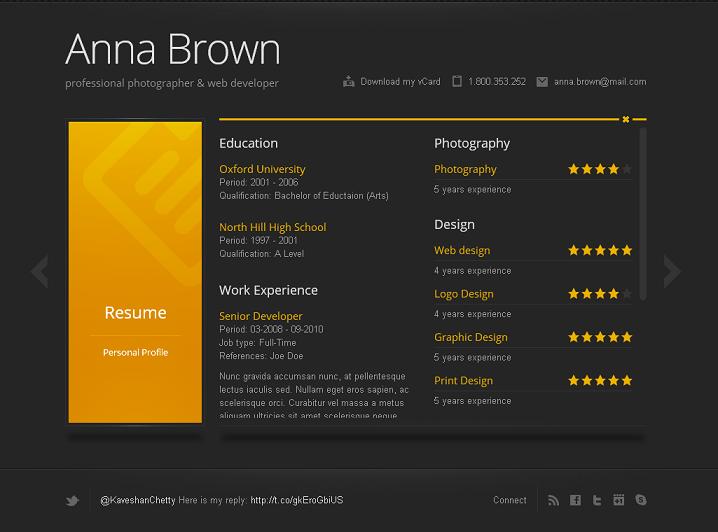 Anna Brown
professional photographer & web developer
Download my vCard
1.800.353.252
anna.brown@mail.com
Resume
Personal Profile
Education
Oxford University
Period: 2001 - 2006
Qualification: Bachelor of Eductaion (Arts)
North Hill High School
Period: 1997 - 2001
Qualification: A Level
Work Experience
Senior Developer
Period: 03-2008 - 09-2010
Job type: Full-Time
References: Joe Doe
Nunc gravida accumsan nunc, at pellentesque
lectus iaculis sed. Nullam eget eros sapien, ac
scelerisque orci. Curabitur vel massa a metus
aliquam ultricies sit amet scelerisque neque
Photography
Photography
5 years experience
Design
Web design
4 years experience
Logo Design
4 years experience
Graphic Design
5 years experience
Print Design
5 years experience
@KaveshanChetty Here is my reply: http://t.co/gkEroGbiUS
Connect